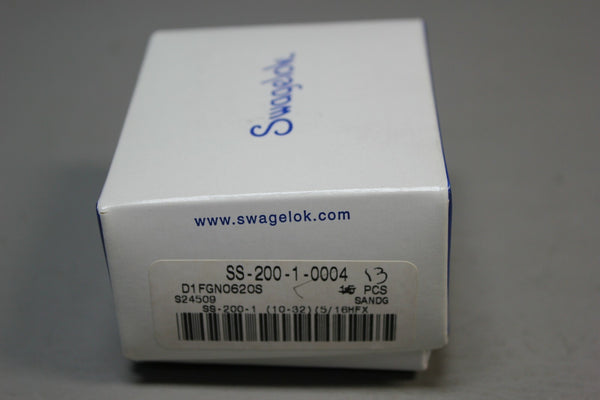 Swagelok
www.swagelok.com
SS-200-1-0004 13
D1FGN0620S PCS
S24509 SANDG
SS-200-1 (10-32)(5/16HEX